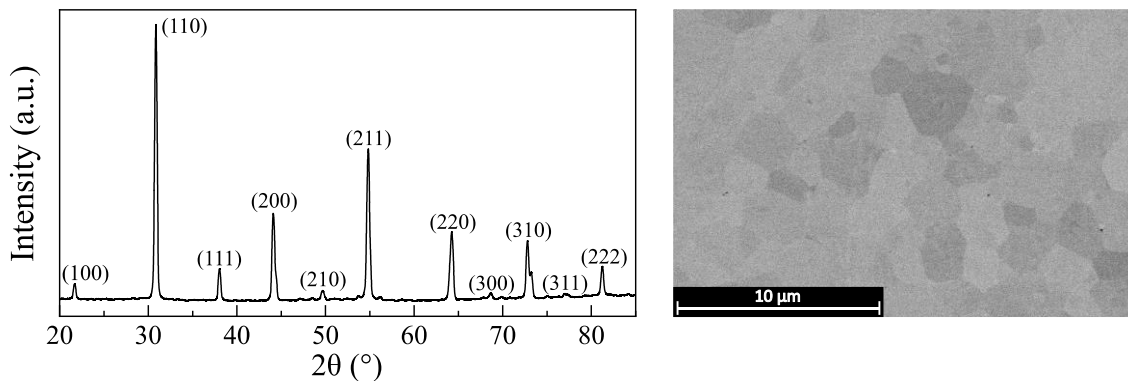 Intensity (a.u.)
(100)
(110)
(111)
(200)
(210)
(211)
(220)
(300)
(310)
(311)
(222)
20 30 40 50 60 70 80
2θ (°)
10 μm